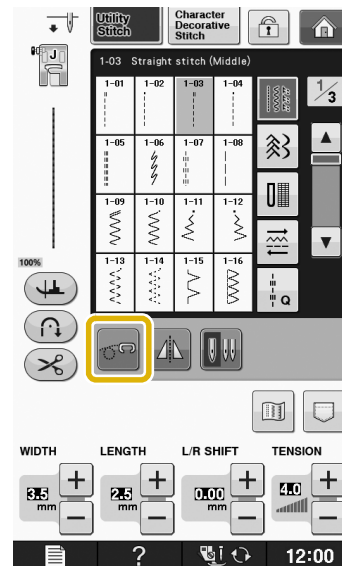 Utility Stitch
Character Decorative Stitch
J
1-03 Straight stitch (Middle)
1-01 1-02 1-03 1-04
1/3
1-05 1-06 1-07 1-08
1-09 1-10 1-11 1-12
1-13 1-14 1-15 1-16
100%
Q
WIDTH LENGTH L/R SHIFT TENSION
3.5 mm + − 2.5 mm + − 0.00 mm + − 4.0 + −
? 12:00